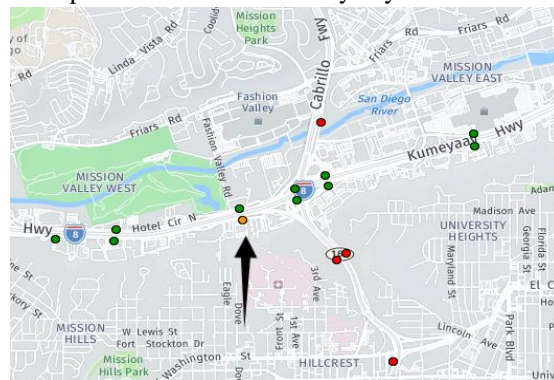 Mission
Heights
Park
Linda Vista Rd
Friars
Rd
MISSION
VALLEY EAST
Cabrillo
Fwy
Fashion
Valley
San Diego
River
Friars Rd
Fashion Valley Rd
Kumeyaay Hwy
MISSION
VALLEY WEST
8
Hotel Cir N
Hwy
8
Madison Ave
UNIVERSITY
HEIGHTS
Maryland St
Georgia St
Florida St
3rd Ave
Eagle
Dove
Front St
1st Ave
MISSION
HILLS
W Lewis St
Fort Stockton Dr
Mission
Hills Park
Washington St
HILLCREST
Lincoln Ave
Park Blvd